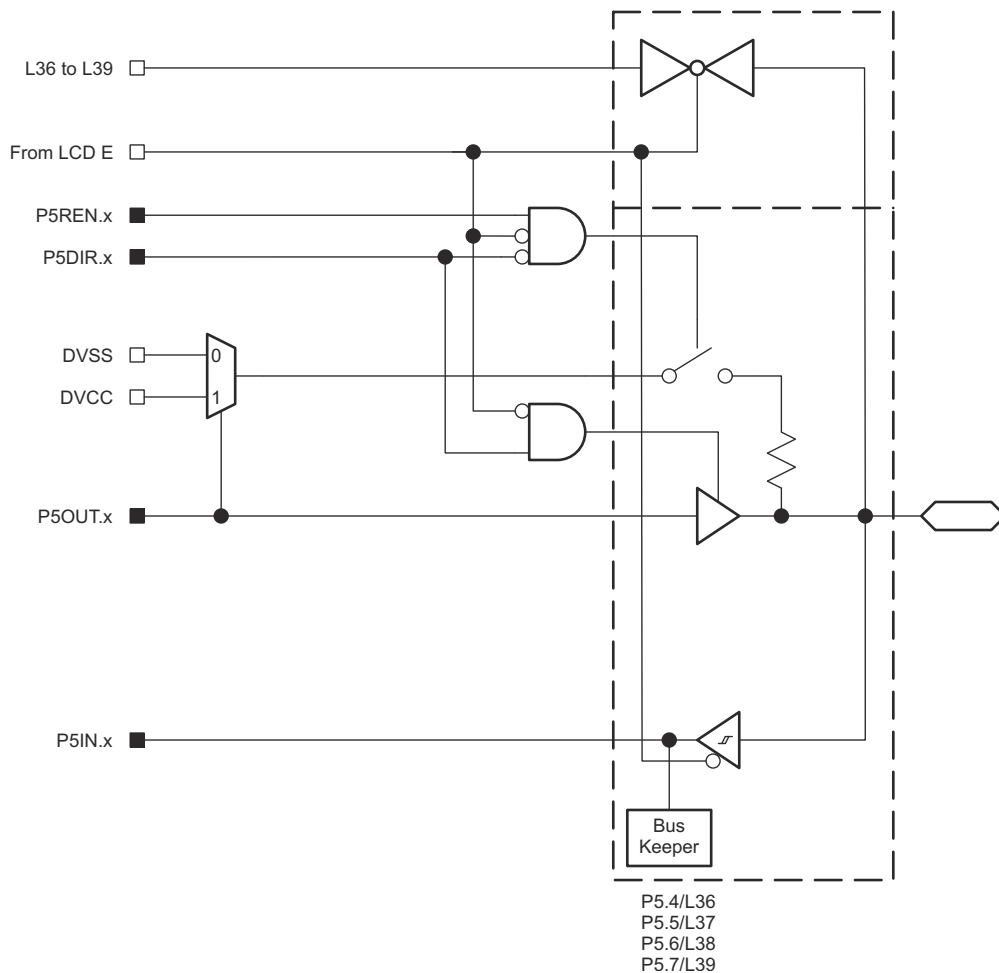 L36 to L39
From LCD E
P5REN.x
P5DIR.x
DVSS
0
DVCC
1
P5OUT.x
P5IN.x
Bus
Keeper
P5.4/L36
P5.5/L37
P5.6/L38
P5.7/L39